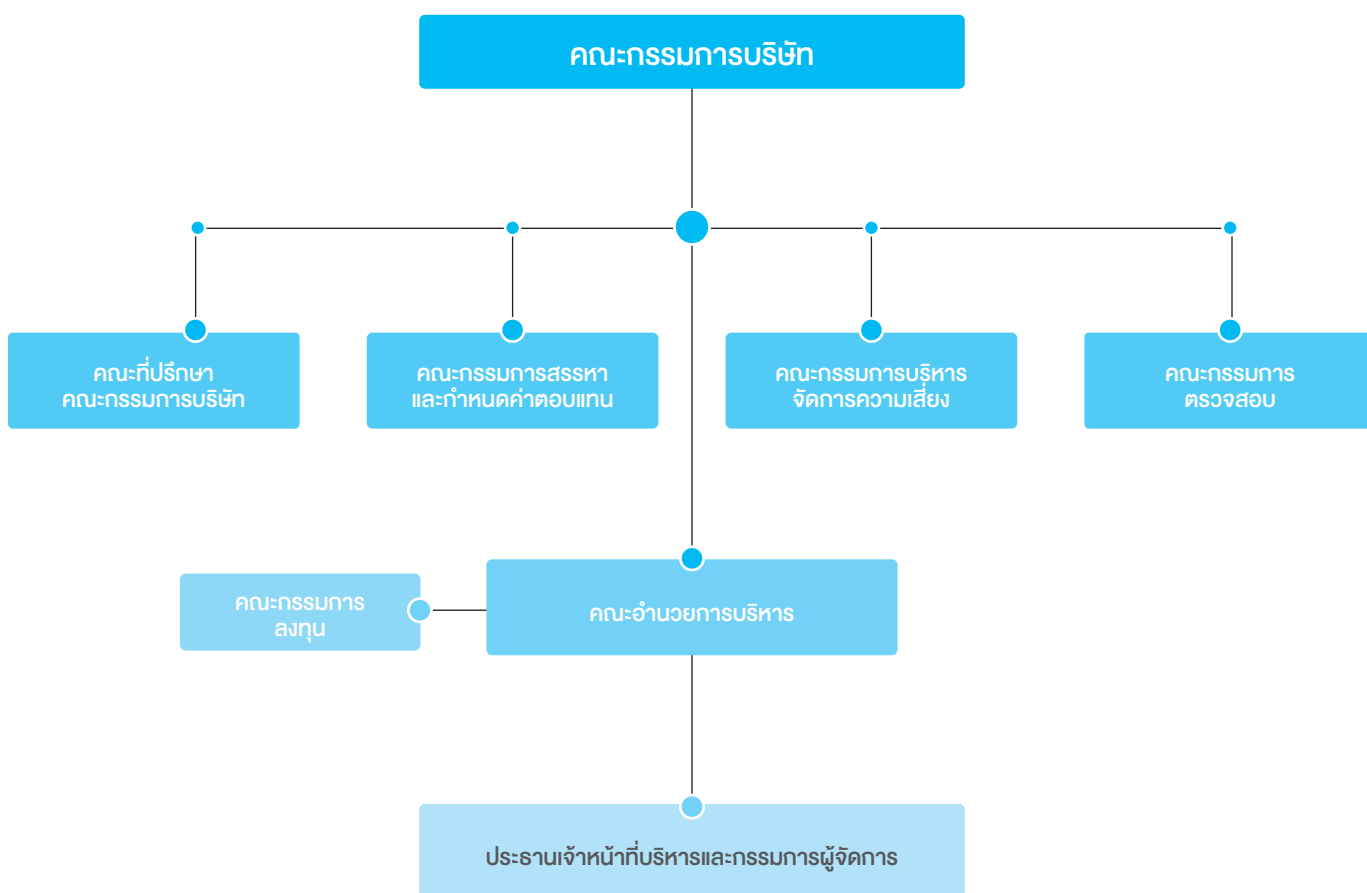 คณะกรรมการบริษัท
คณะที่ปรึกษา
คณะกรรมการบริษัท
คณะกรรมการสรรหา
และกำหนดค่าตอบแทน
คณะกรรมการบริหาร
จัดการความเสี่ยง
คณะกรรมการ
ตรวจสอบ
คณะกรรมการ
ลงทุน
คณะอำนวยการบริหาร
ประธานเจ้าหน้าที่บริหารและกรรมการผู้จัดการ